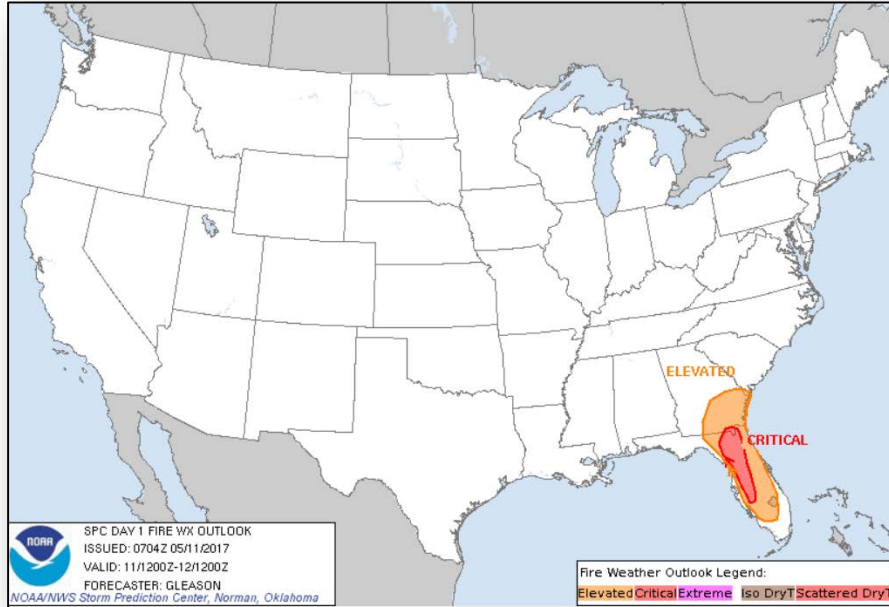 ELEVATED
CRITICAL
NOAA
SPC DAY 1 FIRE WX OUTLOOK
ISSUED: 0704Z 05/11/2017
VALID: 11/1200Z-12/1200Z
FORECASTER: GLEASON
NOAA/NWS Storm Prediction Center, Norman, Oklahoma
Fire Weather Outlook Legend:
Elevated Critical Extreme Iso DryT Scattered DryT